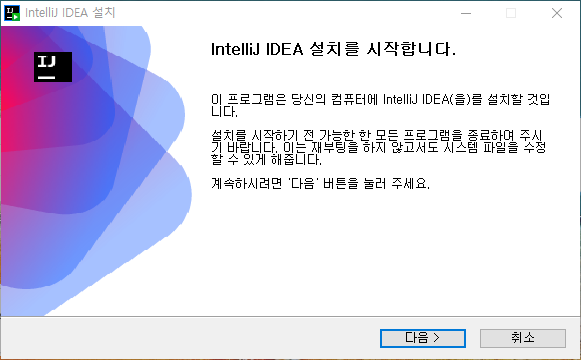 IntelliJ IDEA 설치
IJ
IntelliJ IDEA 설치를 시작합니다.
이 프로그램은 당신의 컴퓨터에 IntelliJ IDEA(을)를 설치할 것입
니다.
설치를 시작하기 전 가능한 한 모든 프로그램을 종료하여 주시
기 바랍니다. 이는 재부팅을 하지 않고서도 시스템 파일을 수정
할 수 있게 해줍니다.
계속하시려면 '다음' 버튼을 눌러 주세요.
다음 >
취소